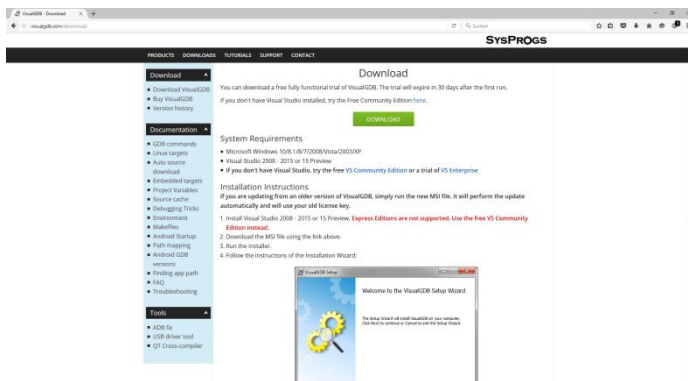 VisualGDB - Download
visualgdb.com/download/
Suchen
SYSPROGS
PRODUCTS DOWNLOADS TUTORIALS SUPPORT CONTACT
Download
Download VisualGDB
Buy VisualGDB
Version history
Documentation
GDB commands
Linux targets
Auto source
download
Embedded targets
Project Variables
Source cache
Debugging Tricks
Environment
Makefiles
Android Startup
Path mapping
Android GDB
versions
Finding app path
FAQ
Troubleshooting
Tools
ADB fix
USB driver tool
QT Cross-compiler
Download
You can download a free fully functional trial of VisualGDB. The trial will expire in 30 days after the first run.
If you don't have Visual Studio installed, try the Free Community Edition here.
DOWNLOAD
System Requirements
Microsoft Windows 10/8.1/8/7/2008/Vista/2003/XP
Visual Studio 2008 - 2015 or 15 Preview
If you don't have Visual Studio, try the free VS Community Edition or a trial of VS Enterprise
Installation Instructions
If you are updating from an older version of VisualGDB, simply run the new MSI file. It will perform the update
automatically and will use your old license key.
1. Install Visual Studio 2008 - 2015 or 15 Preview. Express Editions are not supported. Use the free VS Community
Edition instead.
2. Download the MSI file using the link above.
3. Run the installer.
4. Follow the instructions of the Installation Wizard:
VisualGDB Setup
Welcome to the VisualGDB Setup Wizard
The Setup Wizard will install VisualGDB on your computer.
Click Next to continue or Cancel to exit the Setup Wizard.